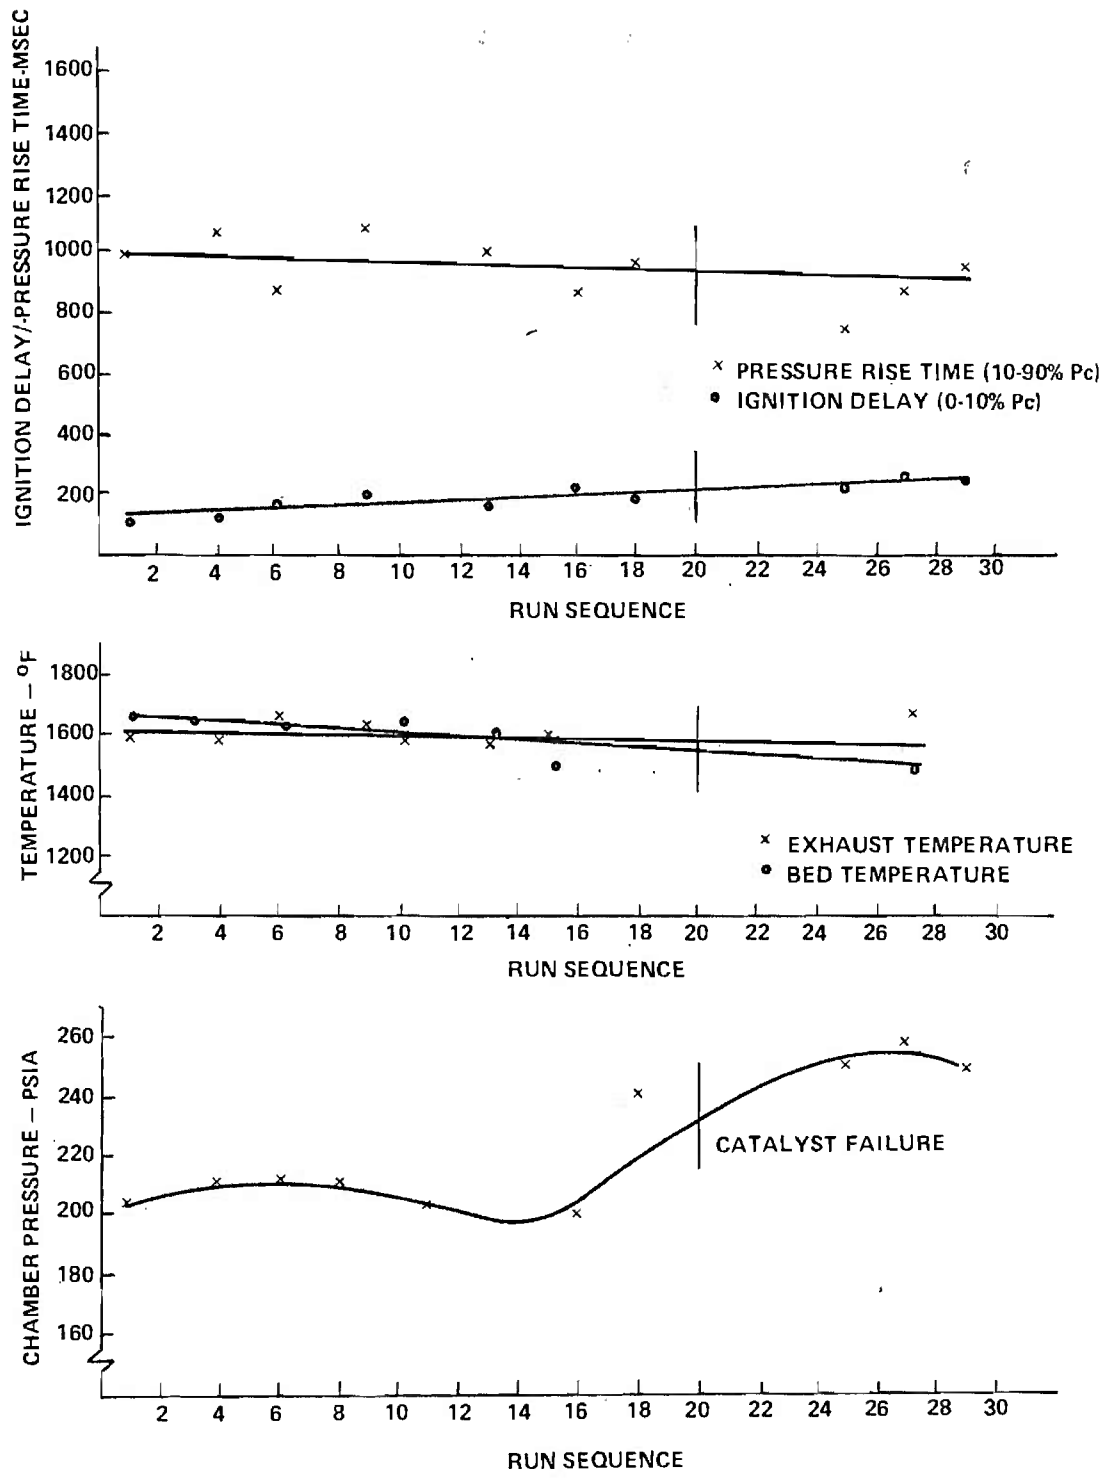 IGNITION DELAY/-PRESSURE RISE TIME-MSEC
1600
1400
1200
1000
800
600
400
200
x PRESSURE RISE TIME (10-90% Pc)
o IGNITION DELAY (0-10% Pc)
2 4 6 8 10 12 14 16 18 20 22 24 26 28 30
RUN SEQUENCE
TEMPERATURE — °F
1800
1600
1400
1200
x EXHAUST TEMPERATURE
o BED TEMPERATURE
2 4 6 8 10 12 14 16 18 20 22 24 26 28 30
RUN SEQUENCE
CHAMBER PRESSURE — PSIA
260
240
220
200
180
160
CATALYST FAILURE
2 4 6 8 10 12 14 16 18 20 22 24 26 28 30
RUN SEQUENCE